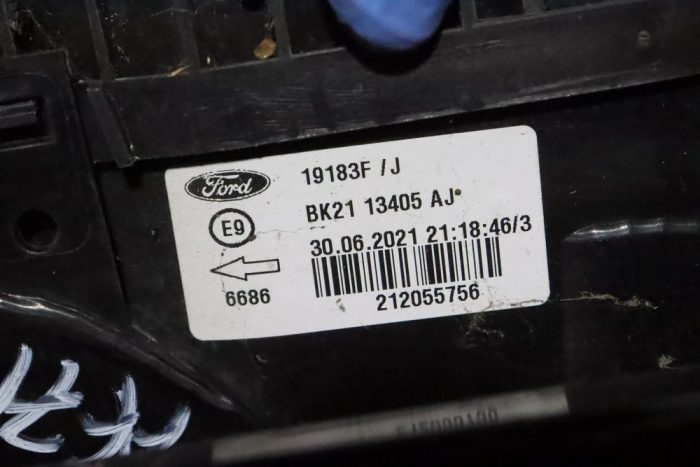 Ford
19183F /J
BK21 13405 AJ
E9
30.06.2021 21:18:46/3
6686
212055756